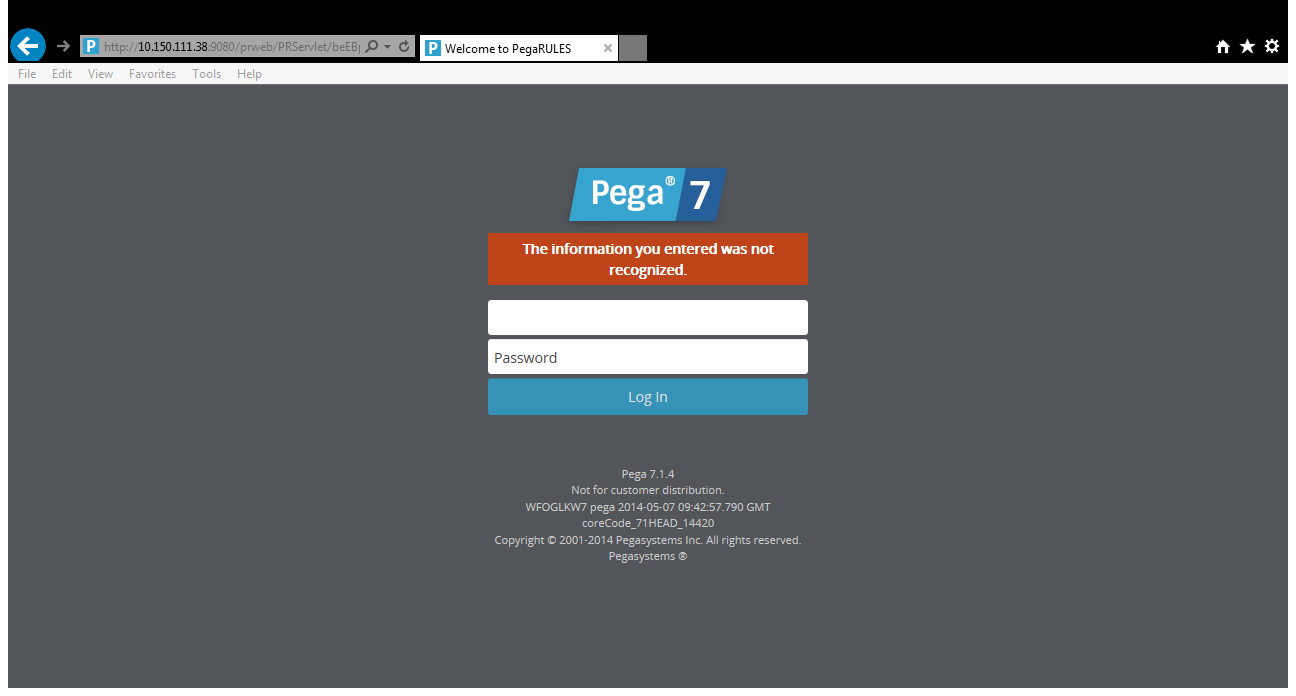 http://10.150.111.38:9080/prweb/PRServlet/beEB
Welcome to PegaRULES
File Edit View Favorites Tools Help
Pega® 7
The information you entered was not
recognized.
Password
Log In
Pega 7.1.4
Not for customer distribution.
WFOGLKW7 pega 2014-05-07 09:42:57.790 GMT
coreCode_71HEAD_14420
Copyright © 2001-2014 Pegasystems Inc. All rights reserved.
Pegasystems ®